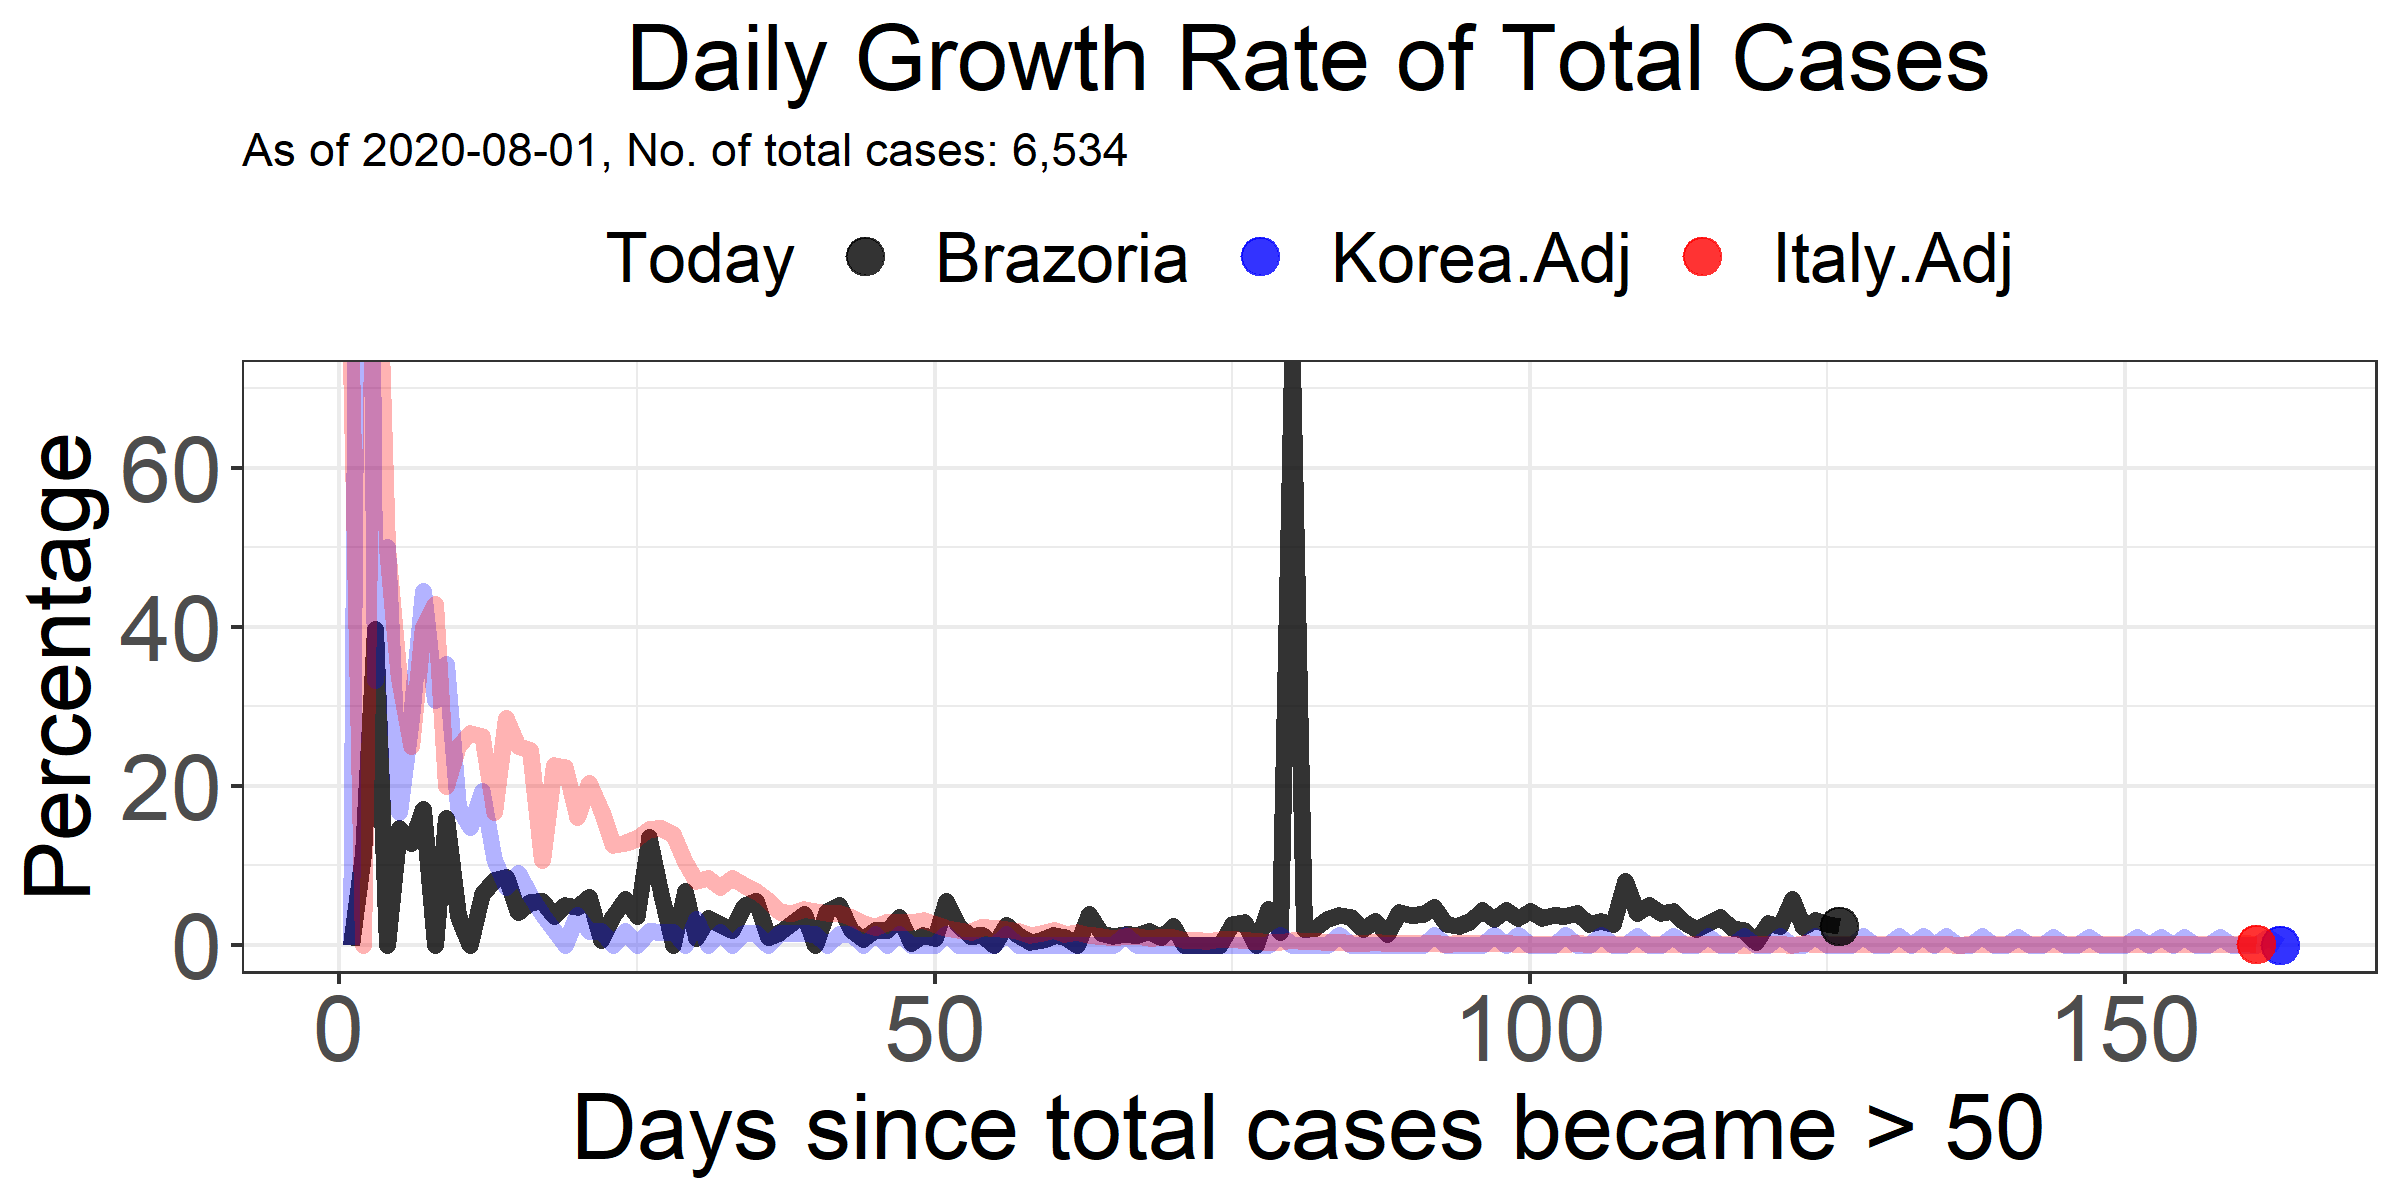 Daily Growth Rate of Total Cases
As of 2020-08-01, No. of total cases: 6,534
Today Brazoria Korea.Adj Italy.Adj
Percentage
60
40
20
0
0 50 100 150
Days since total cases became > 50